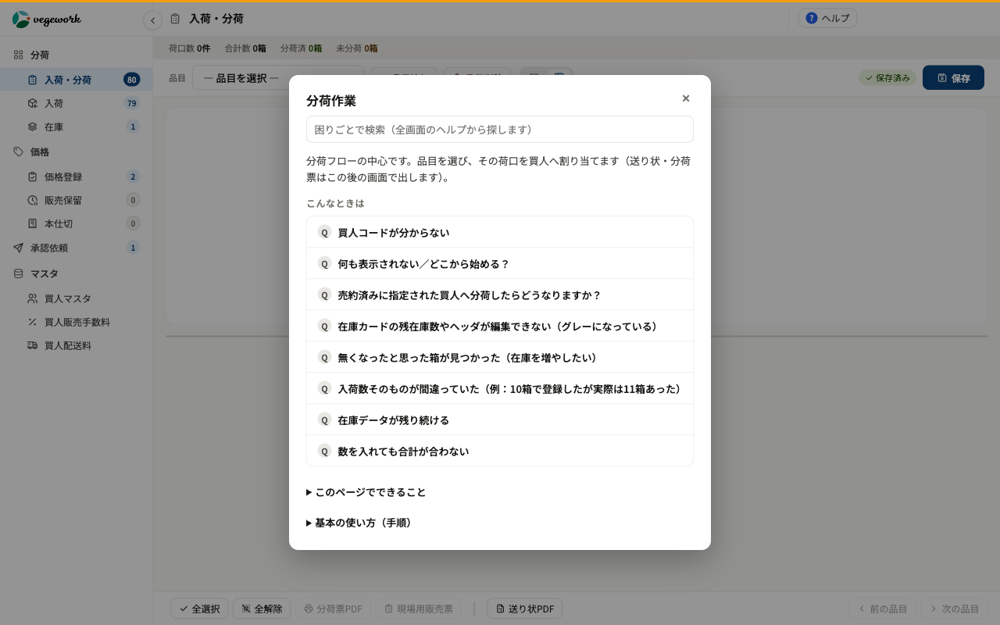 vegework
入荷・分荷
ヘルプ
荷口数 0件 合計数 0箱 分荷済 0箱 未分荷 0箱
品目 — 品目を選択 —
保存済み
保存
分荷
入荷・分荷 80
入荷 79
在庫 1
価格
価格登録 2
販売保留 0
本仕切 0
承認依頼 1
マスタ
買人マスタ
買人販売手数料
買人配送料
分荷作業
困りごとで検索（全画面のヘルプから探します）
分荷フローの中心です。品目を選び、その荷口を買人へ割り当てます（送り状・分荷
票はこの後の画面で出します）。
こんなときは
Q 買人コードが分からない
Q 何も表示されない／どこから始める？
Q 売約済みに指定された買人へ分荷したらどうなりますか？
Q 在庫カードの残在庫数やヘッダが編集できない（グレーになっている）
Q 無くなったと思った箱が見つかった（在庫を増やしたい）
Q 入荷数そのものが間違っていた（例：10箱で登録したが実際は11箱あった）
Q 在庫データが残り続ける
Q 数を入れても合計が合わない
このページでできること
基本の使い方（手順）
全選択 全解除 分荷票PDF 現場用販売票 送り状PDF 前の品目 次の品目